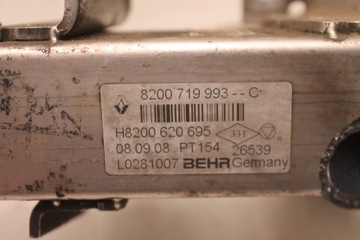 8200 719 993 -- C
H8200 620 695
08.09.08 PT154 26539
L0281007 BEHR Germany